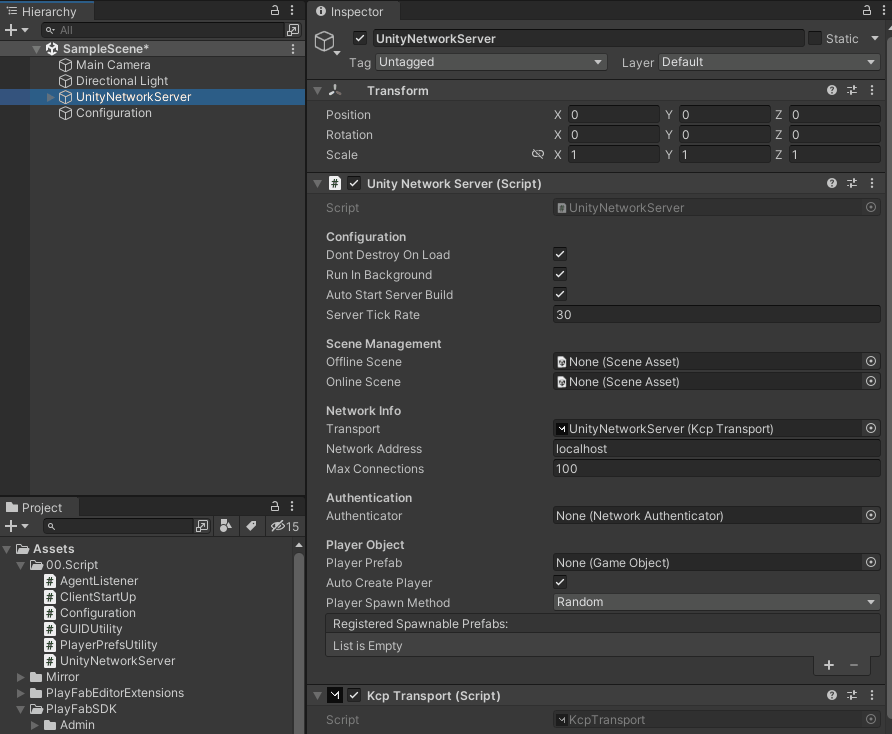 Hierarchy
All
SampleScene*
Main Camera
Directional Light
UnityNetworkServer
Configuration
Project
15
Assets
00.Script
AgentListener
ClientStartUp
Configuration
GUIDUtility
PlayerPrefsUtility
UnityNetworkServer
Mirror
PlayFabEditorExtensions
PlayFabSDK
Admin
Inspector
UnityNetworkServer Static
Tag Untagged Layer Default
Transform
Position X 0 Y 0 Z 0
Rotation X 0 Y 0 Z 0
Scale X 1 Y 1 Z 1
# Unity Network Server (Script)
Script UnityNetworkServer
Configuration
Dont Destroy On Load
Run In Background
Auto Start Server Build
Server Tick Rate 30
Scene Management
Offline Scene None (Scene Asset)
Online Scene None (Scene Asset)
Network Info
Transport UnityNetworkServer (Kcp Transport)
Network Address localhost
Max Connections 100
Authentication
Authenticator None (Network Authenticator)
Player Object
Player Prefab None (Game Object)
Auto Create Player
Player Spawn Method Random
Registered Spawnable Prefabs:
List is Empty
+ −
Kcp Transport (Script)
Script KcpTransport